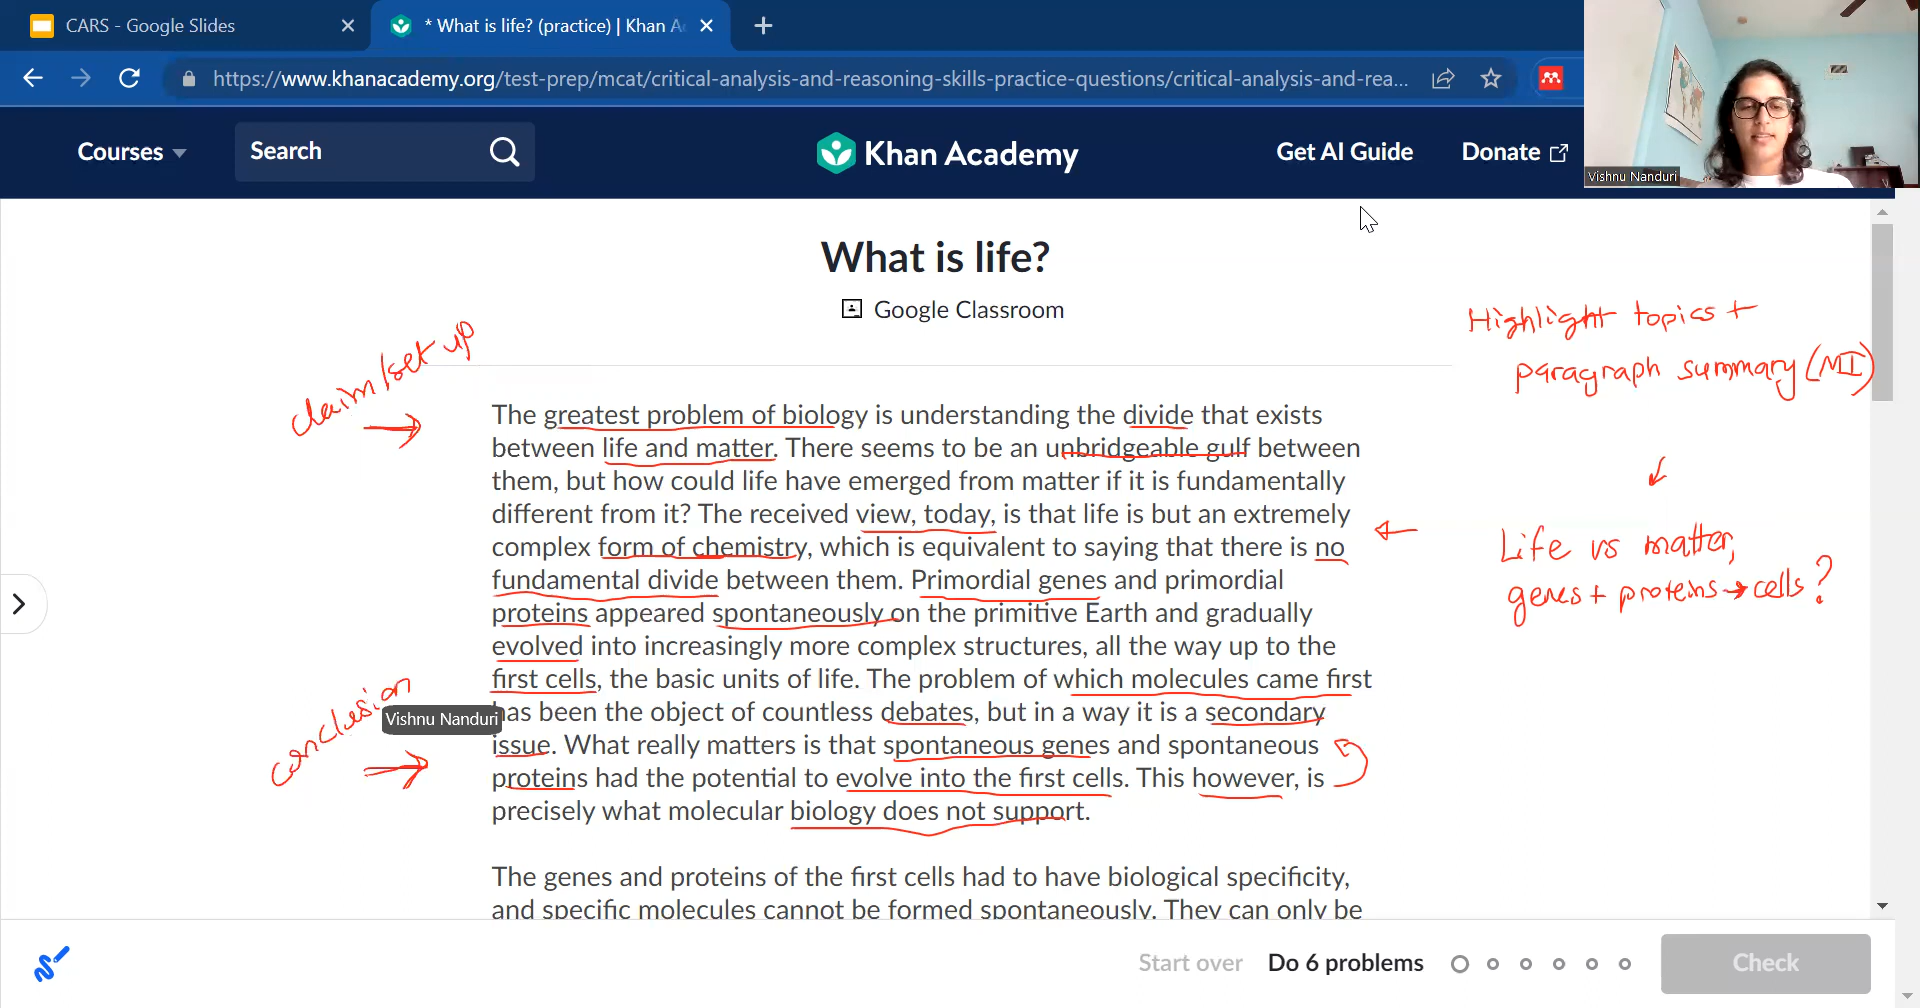 CARS - Google Slides
* What is life? (practice) | Khan Ac
https://www.khanacademy.org/test-prep/mcat/critical-analysis-and-reasoning-skills-practice-questions/critical-analysis-and-rea...
Courses
Search
Khan Academy
Get AI Guide
Donate
Vishnu Nanduri
What is life?
Google Classroom
Highlight topics +
paragraph summary (MI)
claim/set up
The greatest problem of biology is understanding the divide that exists
between life and matter. There seems to be an unbridgeable gulf between
them, but how could life have emerged from matter if it is fundamentally
different from it? The received view, today, is that life is but an extremely
complex form of chemistry, which is equivalent to saying that there is no
fundamental divide between them. Primordial genes and primordial
proteins appeared spontaneously on the primitive Earth and gradually
evolved into increasingly more complex structures, all the way up to the
first cells, the basic units of life. The problem of which molecules came first
has been the object of countless debates, but in a way it is a secondary
issue. What really matters is that spontaneous genes and spontaneous
proteins had the potential to evolve into the first cells. This however, is
precisely what molecular biology does not support.
Life vs matter,
genes + proteins → cells?
conclusion
Vishnu Nanduri
The genes and proteins of the first cells had to have biological specificity,
and specific molecules cannot be formed spontaneously. They can only be
Start over
Do 6 problems
Check